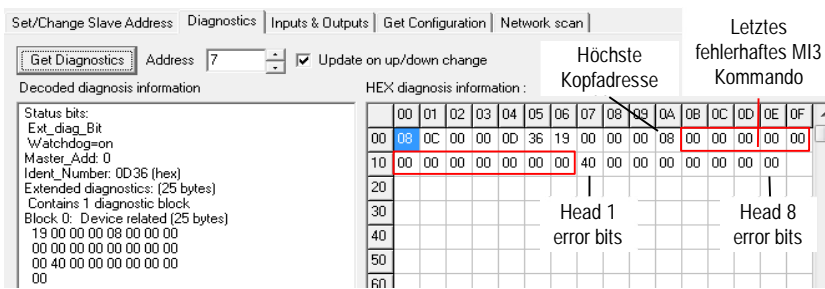 Set/Change Slave Address Diagnostics Inputs & Outputs Get Configuration Network scan
Get Diagnostics Address 7 Update on up/down change
Decoded diagnosis information
HEX diagnosis information :
Höchste
Kopfadresse
Letztes
fehlerhaftes MI3
Kommando
Status bits:
Ext_diag_Bit
Watchdog=on
Master_Add: 0
Ident_Number: 0D36 (hex)
Extended diagnostics: (25 bytes)
Contains 1 diagnostic block
Block 0: Device related (25 bytes)
19 00 00 00 08 00 00 00
00 00 00 00 00 00 00 00
00 40 00 00 00 00 00 00
00
00 01 02 03 04 05 06 07 08 09 0A 0B 0C 0D 0E 0F
00 08 0C 00 00 0D 36 19 00 00 00 08 00 00 00 00 00
10 00 00 00 00 00 00 00 40 00 00 00 00 00 00 00
20
30
40
50
60
Head 1
error bits
Head 8
error bits